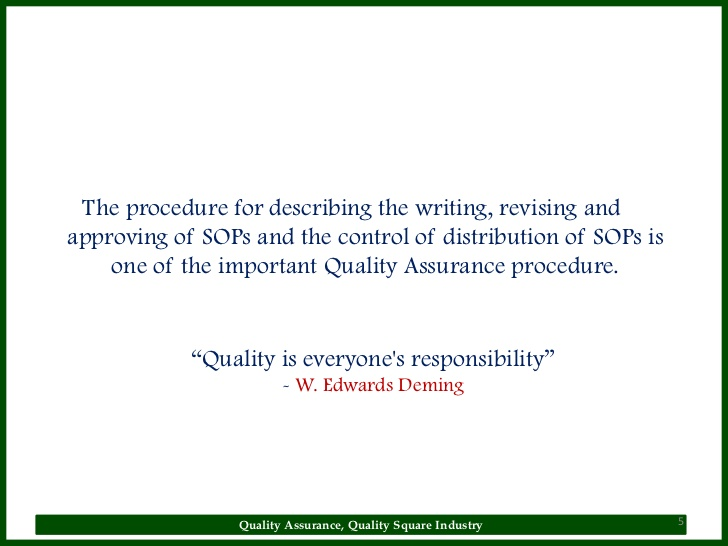 The procedure for describing the writing, revising and
approving of SOPs and the control of distribution of SOPs is
one of the important Quality Assurance procedure.
“Quality is everyone's responsibility”
- W. Edwards Deming
Quality Assurance, Quality Square Industry
5